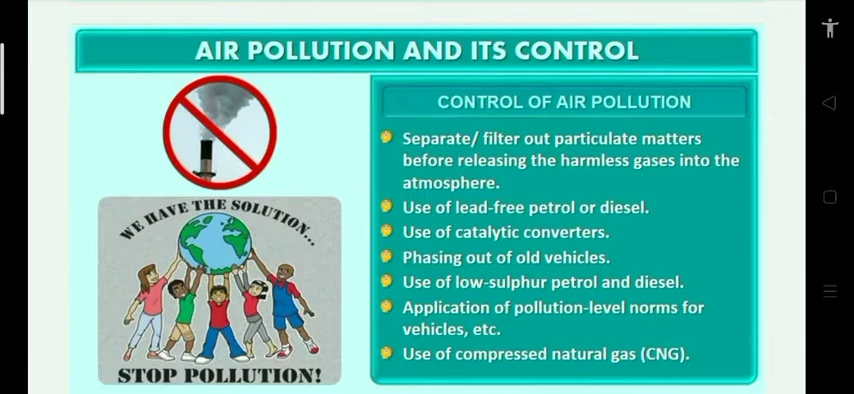 AIR POLLUTION AND ITS CONTROL
WE HAVE THE SOLUTION...
STOP POLLUTION!
CONTROL OF AIR POLLUTION
Separate/ filter out particulate matters
before releasing the harmless gases into the
atmosphere.
Use of lead-free petrol or diesel.
Use of catalytic converters.
Phasing out of old vehicles.
Use of low-sulphur petrol and diesel.
Application of pollution-level norms for
vehicles, etc.
Use of compressed natural gas (CNG).